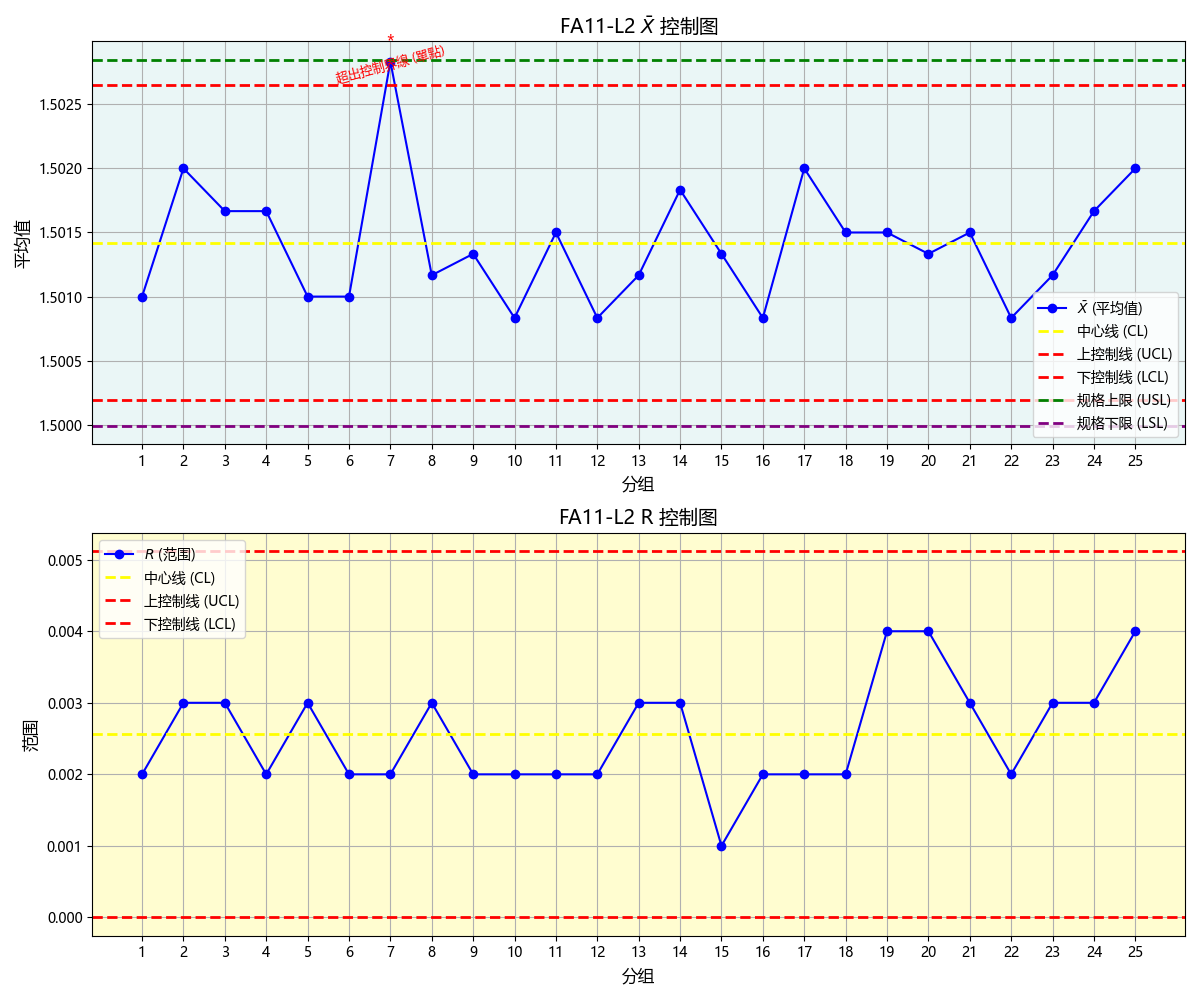 FA11-L2 X̄ 控制图
*
超出控制界線 (單點)
平均值
1.5025
1.5020
1.5015
1.5010
1.5005
1.5000
X̄ (平均值)
中心线 (CL)
上控制线 (UCL)
下控制线 (LCL)
规格上限 (USL)
规格下限 (LSL)
1 2 3 4 5 6 7 8 9 10 11 12 13 14 15 16 17 18 19 20 21 22 23 24 25
分组
FA11-L2 R 控制图
范围
0.005
0.004
0.003
0.002
0.001
0.000
R (范围)
中心线 (CL)
上控制线 (UCL)
下控制线 (LCL)
1 2 3 4 5 6 7 8 9 10 11 12 13 14 15 16 17 18 19 20 21 22 23 24 25
分组